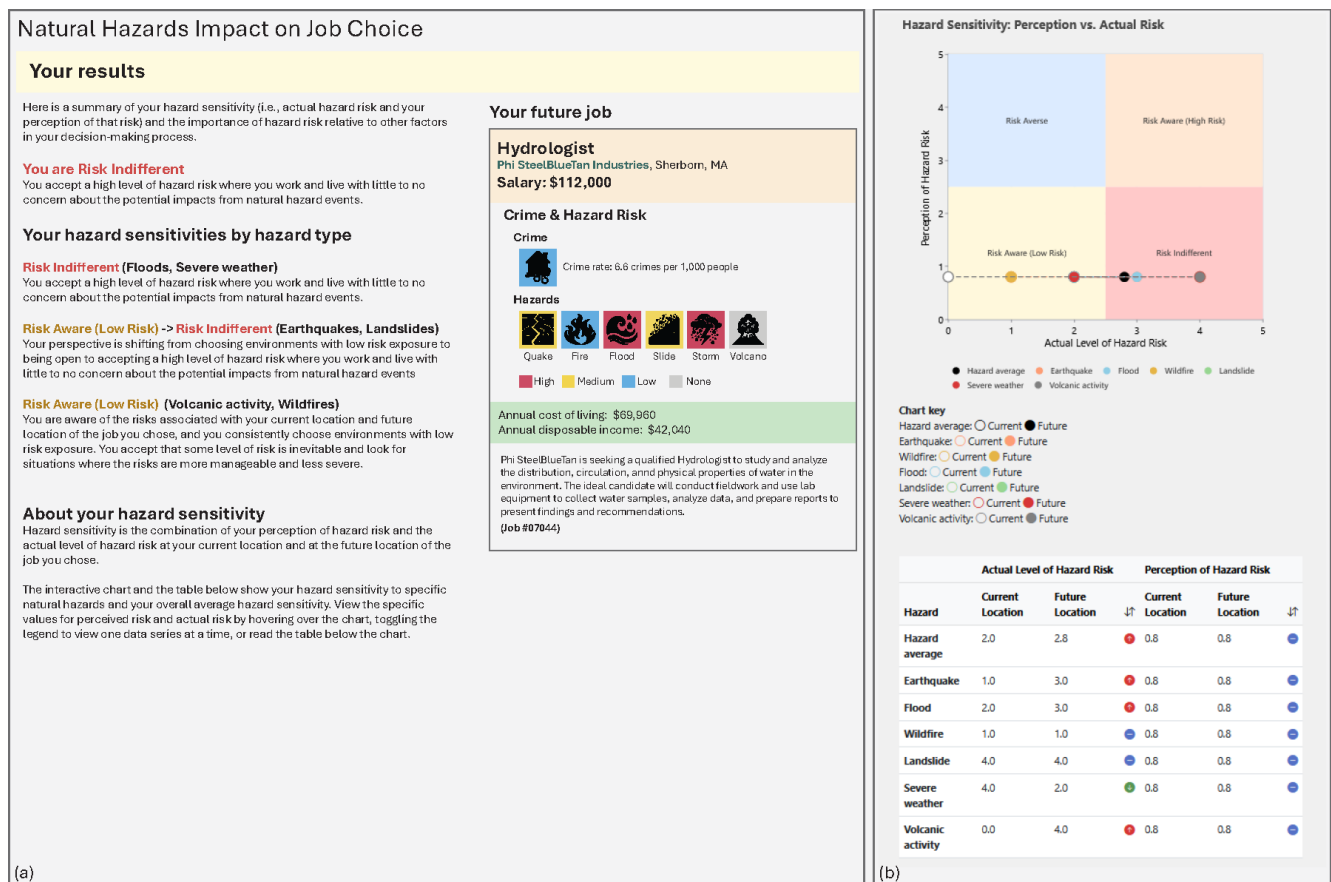 Natural Hazards Impact on Job Choice
Your results
Here is a summary of your hazard sensitivity (i.e., actual hazard risk and your
perception of that risk) and the importance of hazard risk relative to other factors
in your decision-making process.
You are Risk Indifferent
You accept a high level of hazard risk where you work and live with little to no
concern about the potential impacts from natural hazard events.
Your hazard sensitivities by hazard type
Risk Indifferent (Floods, Severe weather)
You accept a high level of hazard risk where you work and live with little to no
concern about the potential impacts from natural hazard events.
Risk Aware (Low Risk) -> Risk Indifferent (Earthquakes, Landslides)
Your perspective is shifting from choosing environments with low risk exposure to
being open to accepting a high level of hazard risk where you work and live with
little to no concern about the potential impacts from natural hazard events
Risk Aware (Low Risk) (Volcanic activity, Wildfires)
You are aware of the risks associated with your current location and future
location of the job you chose, and you consistently choose environments with low
risk exposure. You accept that some level of risk is inevitable and look for
situations where the risks are more manageable and less severe.
About your hazard sensitivity
Hazard sensitivity is the combination of your perception of hazard risk and the
actual level of hazard risk at your current location and at the future location of the
job you chose.
The interactive chart and the table below show your hazard sensitivity to specific
natural hazards and your overall average hazard sensitivity. View the specific
values for perceived risk and actual risk by hovering over the chart, toggling the
legend to view one data series at a time, or read the table below the chart.
(a)
Your future job
Hydrologist
Phi SteelBlueTan Industries, Sherborn, MA
Salary: $112,000
Crime & Hazard Risk
Crime
Crime rate: 6.6 crimes per 1,000 people
Hazards
Quake Fire Flood Slide Storm Volcano
High Medium Low None
Annual cost of living: $69,960
Annual disposable income: $42,040
Phi SteelBlueTan is seeking a qualified Hydrologist to study and analyze
the distribution, circulation, annd physical properties of water in the
environment. The ideal candidate will conduct fieldwork and use lab
equipment to collect water samples, analyze data, and prepare reports to
present findings and recommendations.
(Job #07044)
Hazard Sensitivity: Perception vs. Actual Risk
Perception of Hazard Risk
5
4
3
2
1
0
Risk Averse
Risk Aware (High Risk)
Risk Aware (Low Risk)
Risk Indifferent
0 1 2 3 4 5
Actual Level of Hazard Risk
Hazard average Earthquake Flood Wildfire Landslide
Severe weather Volcanic activity
Chart key
Hazard average: Current Future
Earthquake: Current Future
Wildfire: Current Future
Flood: Current Future
Landslide: Current Future
Severe weather: Current Future
Volcanic activity: Current Future
Actual Level of Hazard Risk Perception of Hazard Risk
Hazard Current Location Future Location Current Location Future Location
Hazard average 2.0 2.8 0.8 0.8
Earthquake 1.0 3.0 0.8 0.8
Flood 2.0 3.0 0.8 0.8
Wildfire 1.0 1.0 0.8 0.8
Landslide 4.0 4.0 0.8 0.8
Severe weather 4.0 2.0 0.8 0.8
Volcanic activity 0.0 4.0 0.8 0.8
(b)